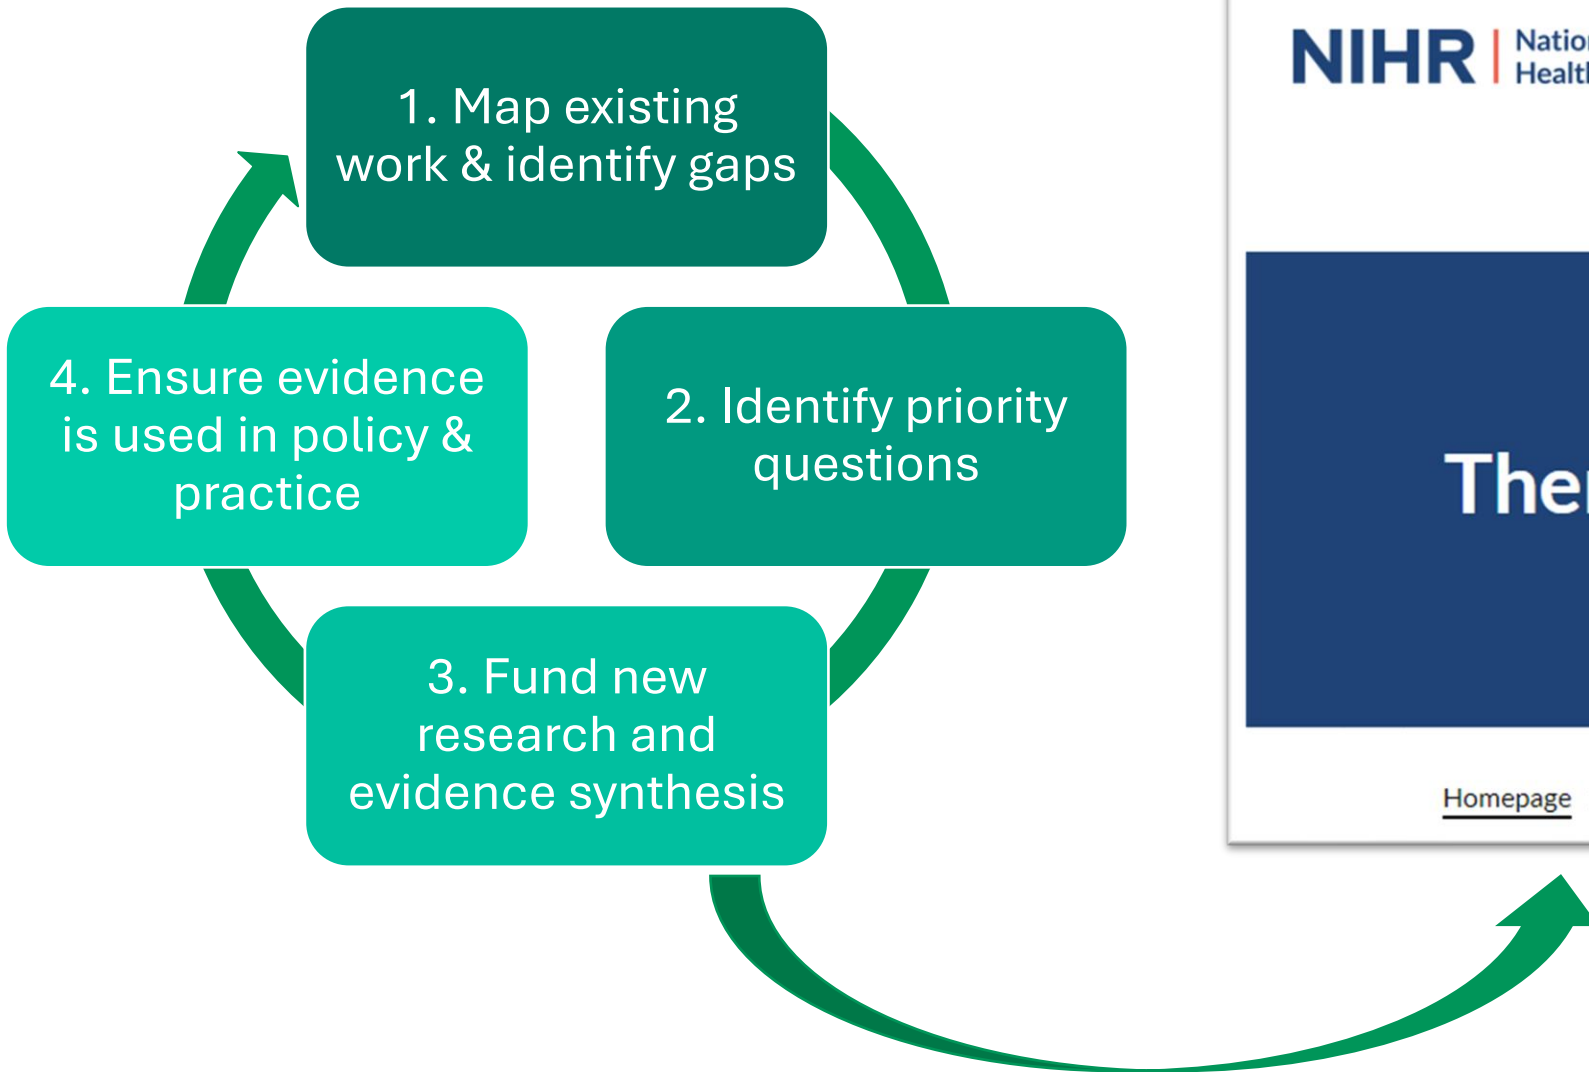 1. Map existing
work & identify gaps
2. Identify priority
questions
3. Fund new
research and
evidence synthesis
4. Ensure evidence
is used in policy &
practice
NIHR
Healt
Homepage